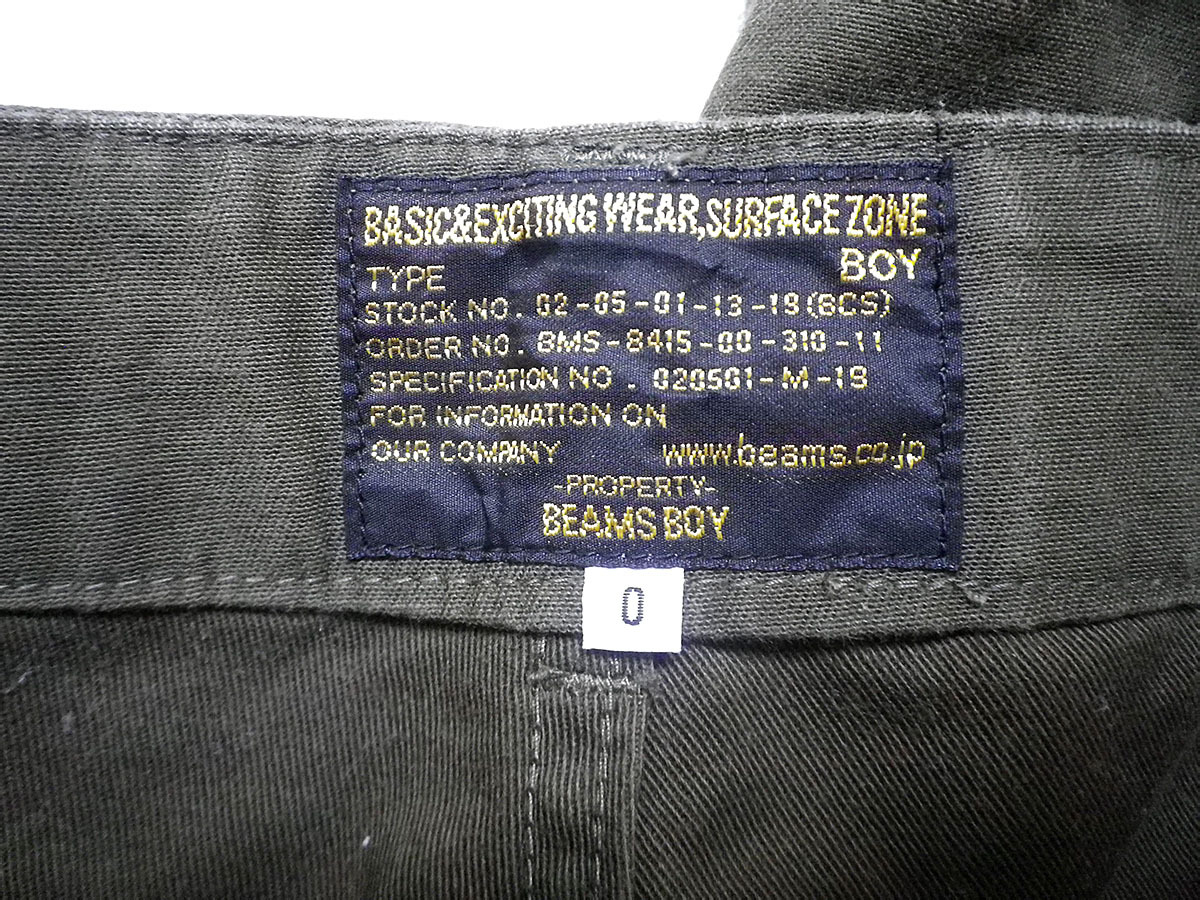 BASIC&EXCITING WEAR,SURFACE ZONE
BOY
TYPE
STOCK NO. 02-05-01-13-19(BCS)
ORDER NO. BMS-8415-00-310-11
SPECIFICATION NO. 020501-M-19
FOR INFORMATION ON
OUR COMPANY www.beams.co.jp
-PROPERTY-
BEAMS BOY
0